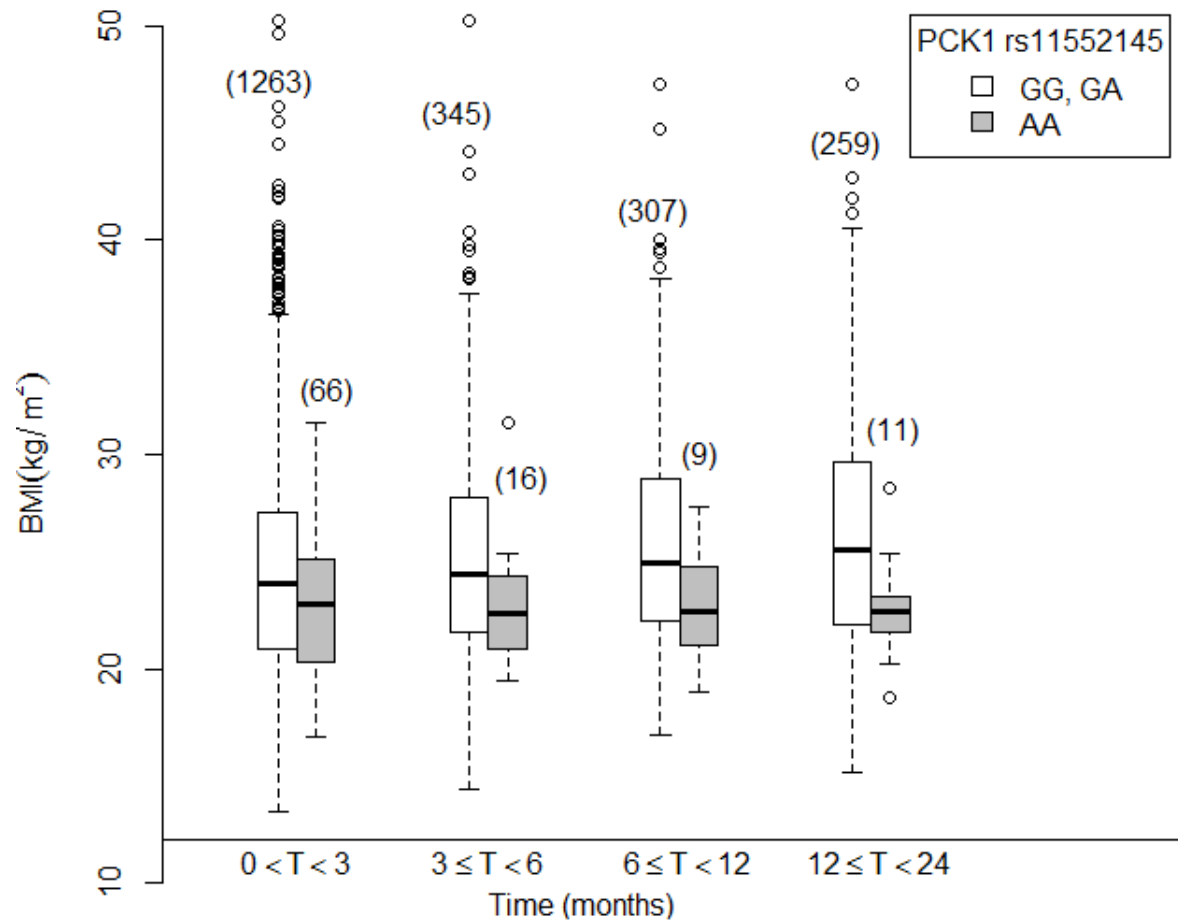 PCK1 rs11552145
GG, GA
AA
BMI(kg/ m²)
50
40
30
20
10
(1263)
(66)
(345)
(16)
(307)
(9)
(259)
(11)
0 < T < 3
3 ≤ T < 6
6 ≤ T < 12
12 ≤ T < 24
Time (months)